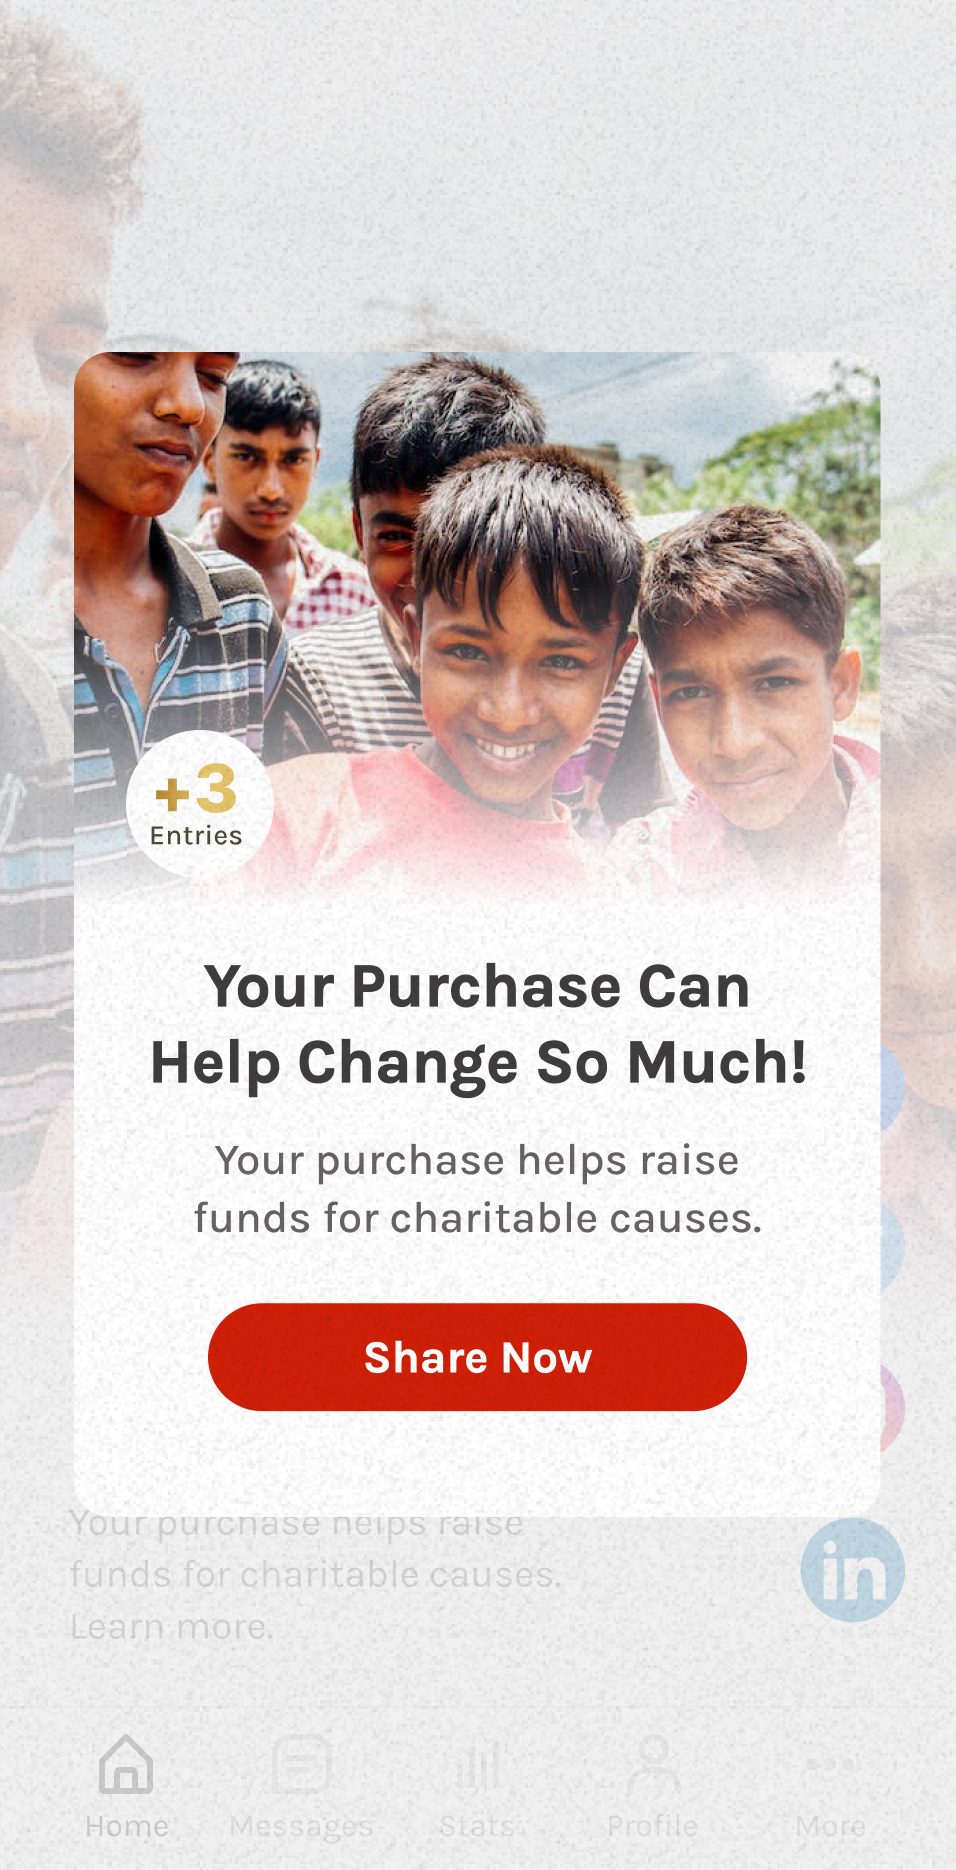 +3
Entries
Your Purchase Can
Help Change So Much!
Your purchase helps raise
funds for charitable causes.
Share Now
Your purchase helps raise
funds for charitable causes.
Learn more.
in
Home Messages Stats Profile More